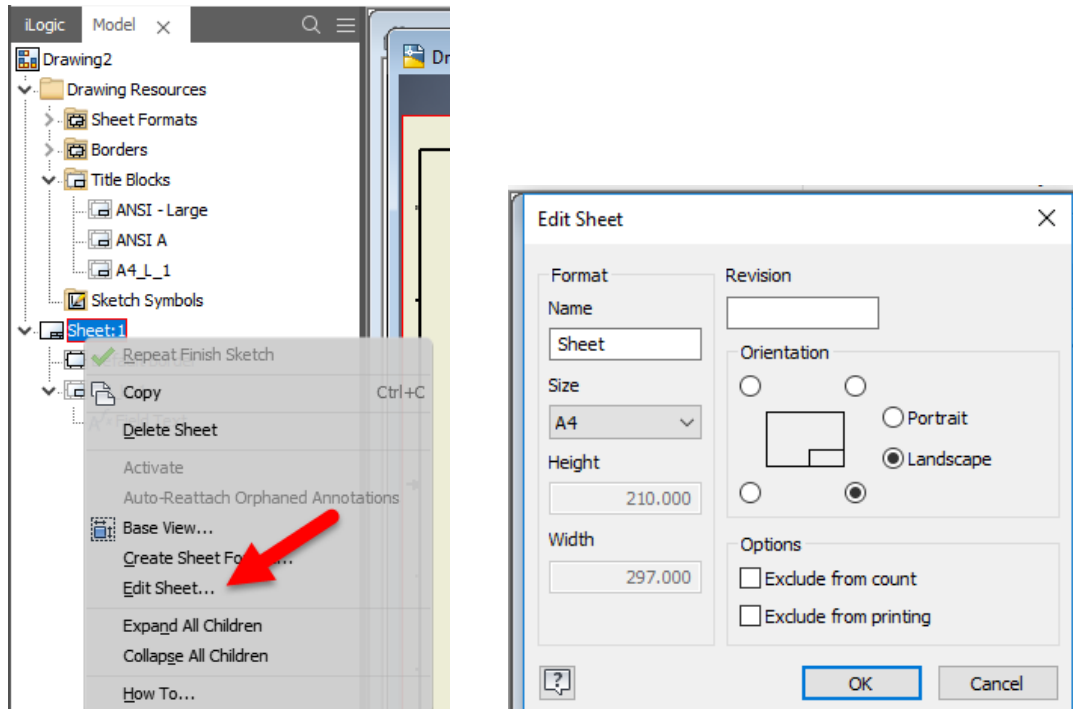 iLogic Model
Drawing2
Drawing Resources
Sheet Formats
Borders
Title Blocks
ANSI - Large
ANSI A
A4_L_1
Sketch Symbols
Sheet:1
Repeat Finish Sketch
Copy Ctrl+C
Delete Sheet
Activate
Auto-Reattach Orphaned Annotations
Base View...
Create Sheet
Edit Sheet...
Expand All Children
Collapse All Children
How To...
Dr
Edit Sheet
Format
Name
Sheet
Size
A4
Height
210.000
Width
297.000
Revision
Orientation
Portrait
Landscape
Options
Exclude from count
Exclude from printing
OK Cancel